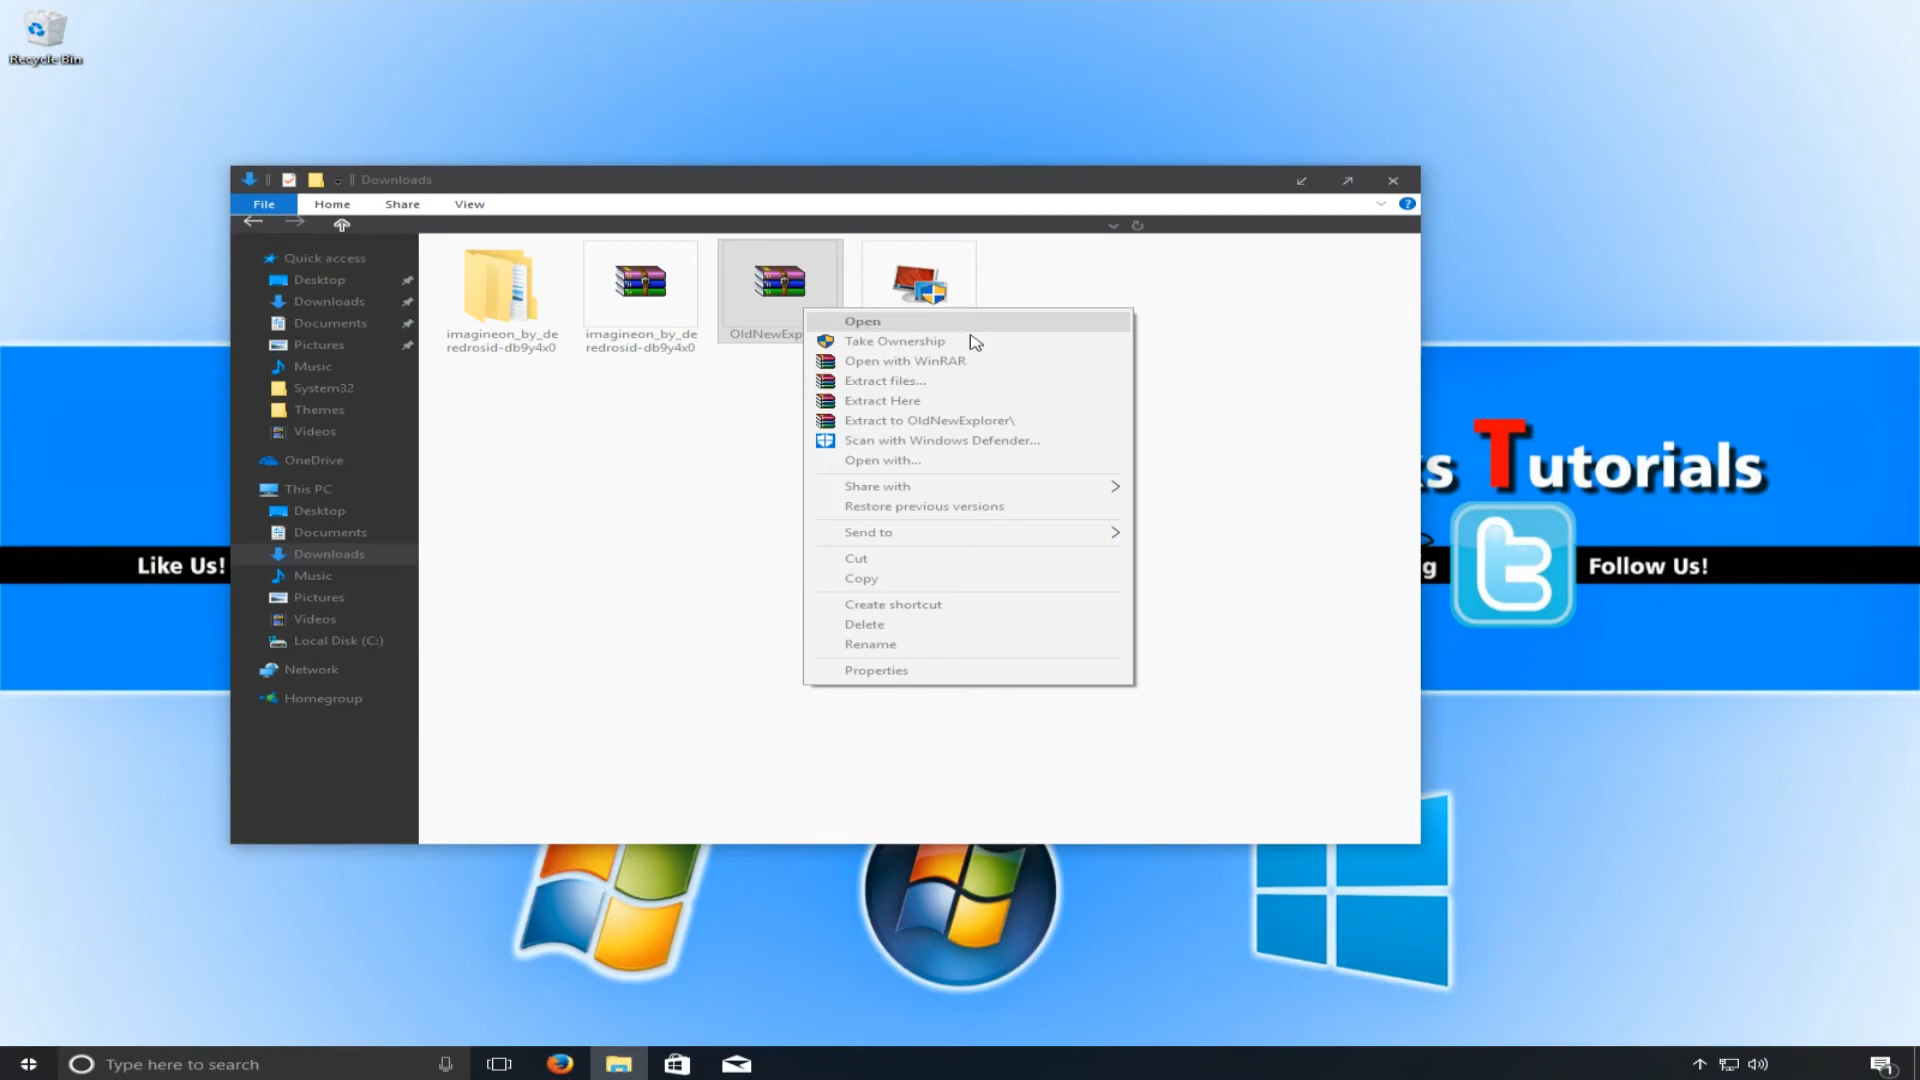 Recycle Bin
Downloads
File Home Share View
Quick access
Desktop
Downloads
Documents
Pictures
Music
System32
Themes
Videos
OneDrive
This PC
Desktop
Documents
Downloads
Music
Pictures
Videos
Local Disk (C:)
Network
Homegroup
imagineon_by_de
redrosid-db9y4x0
imagineon_by_de
redrosid-db9y4x0
OldNewExp
Open
Take Ownership
Open with WinRAR
Extract files...
Extract Here
Extract to OldNewExplorer\
Scan with Windows Defender...
Open with...
Share with
Restore previous versions
Send to
Cut
Copy
Create shortcut
Delete
Rename
Properties
ks Tutorials
Like Us!
g
Follow Us!
Type here to search
1